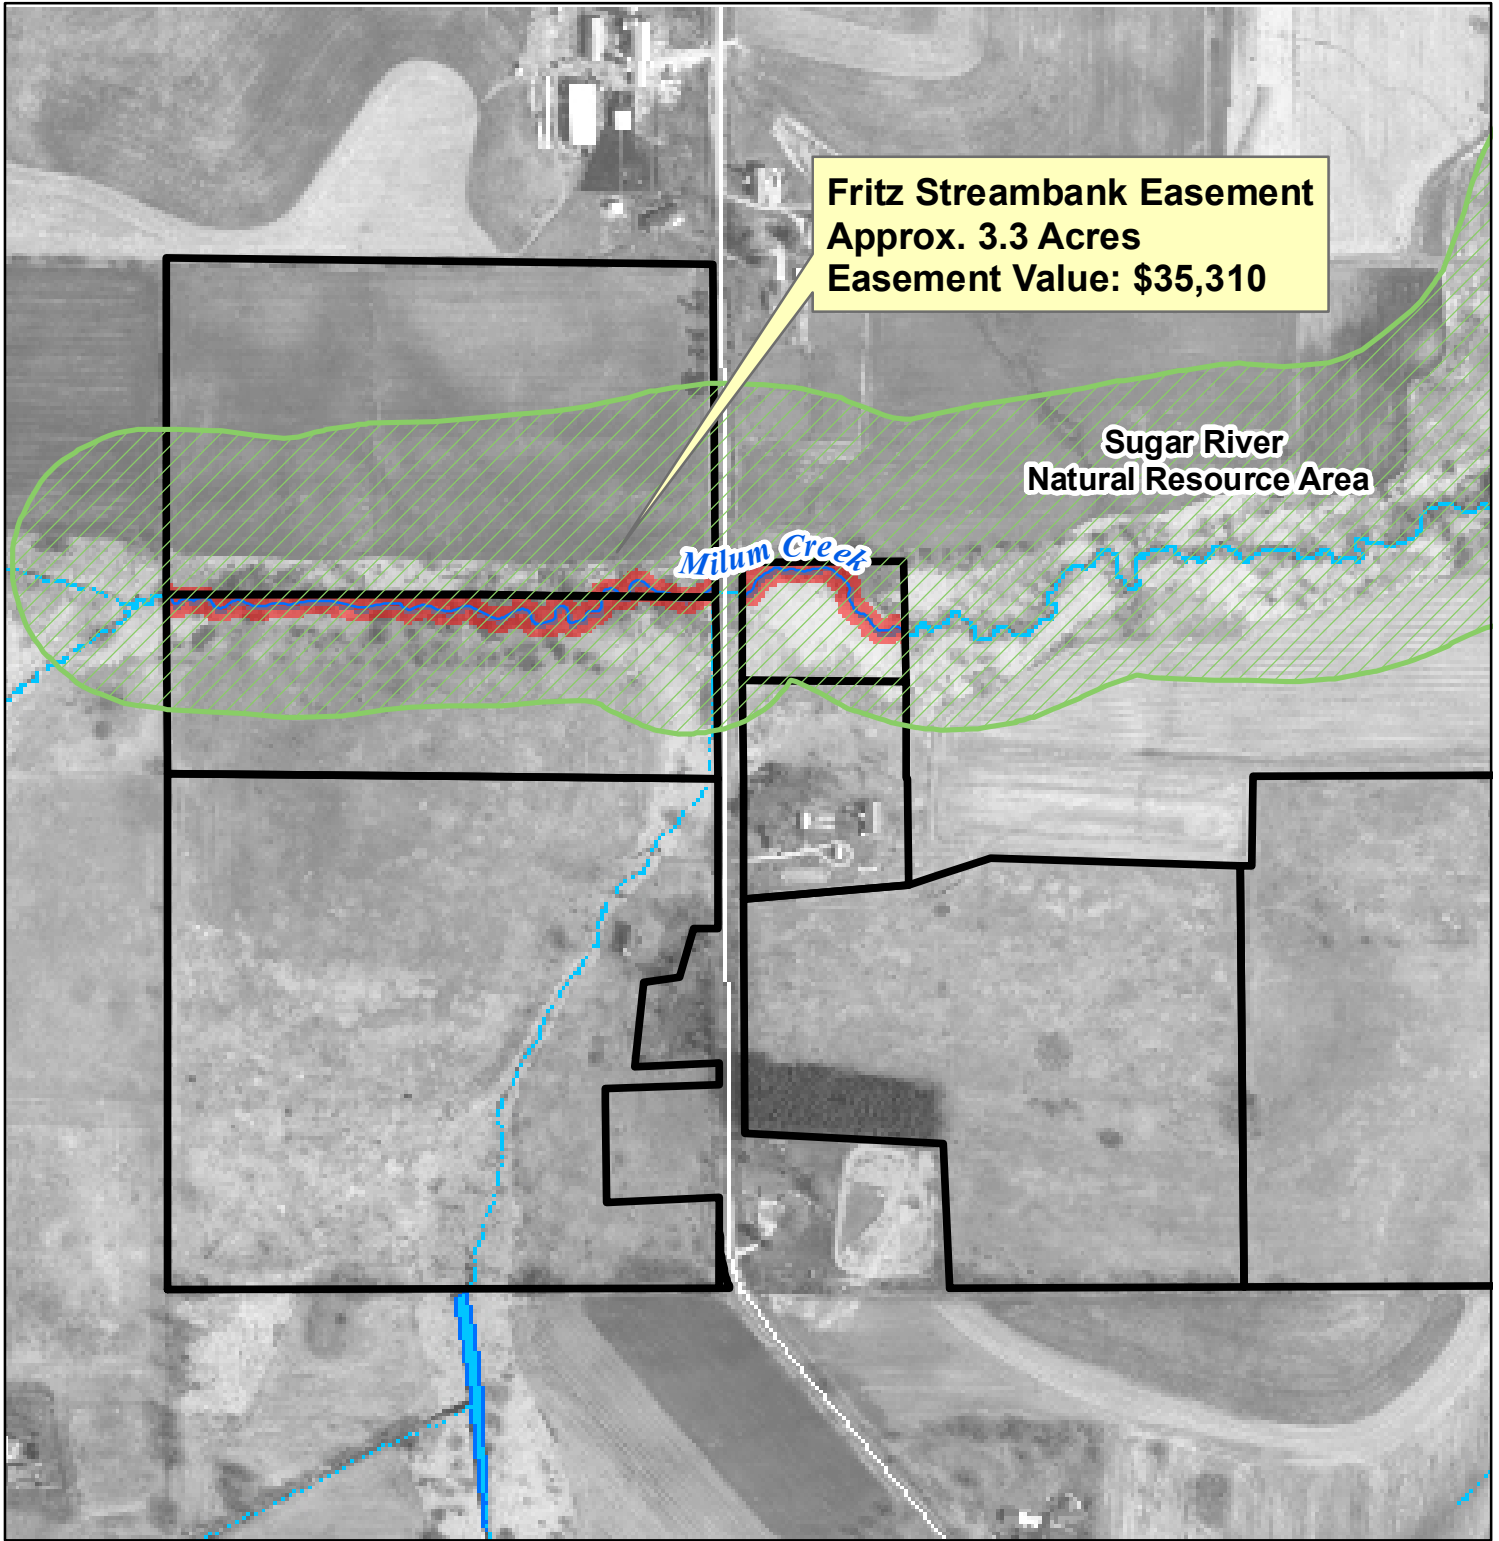 Fritz Streambank Easement
Approx. 3.3 Acres
Easement Value: $35,310
Sugar River
Natural Resource Area
Milum Creek